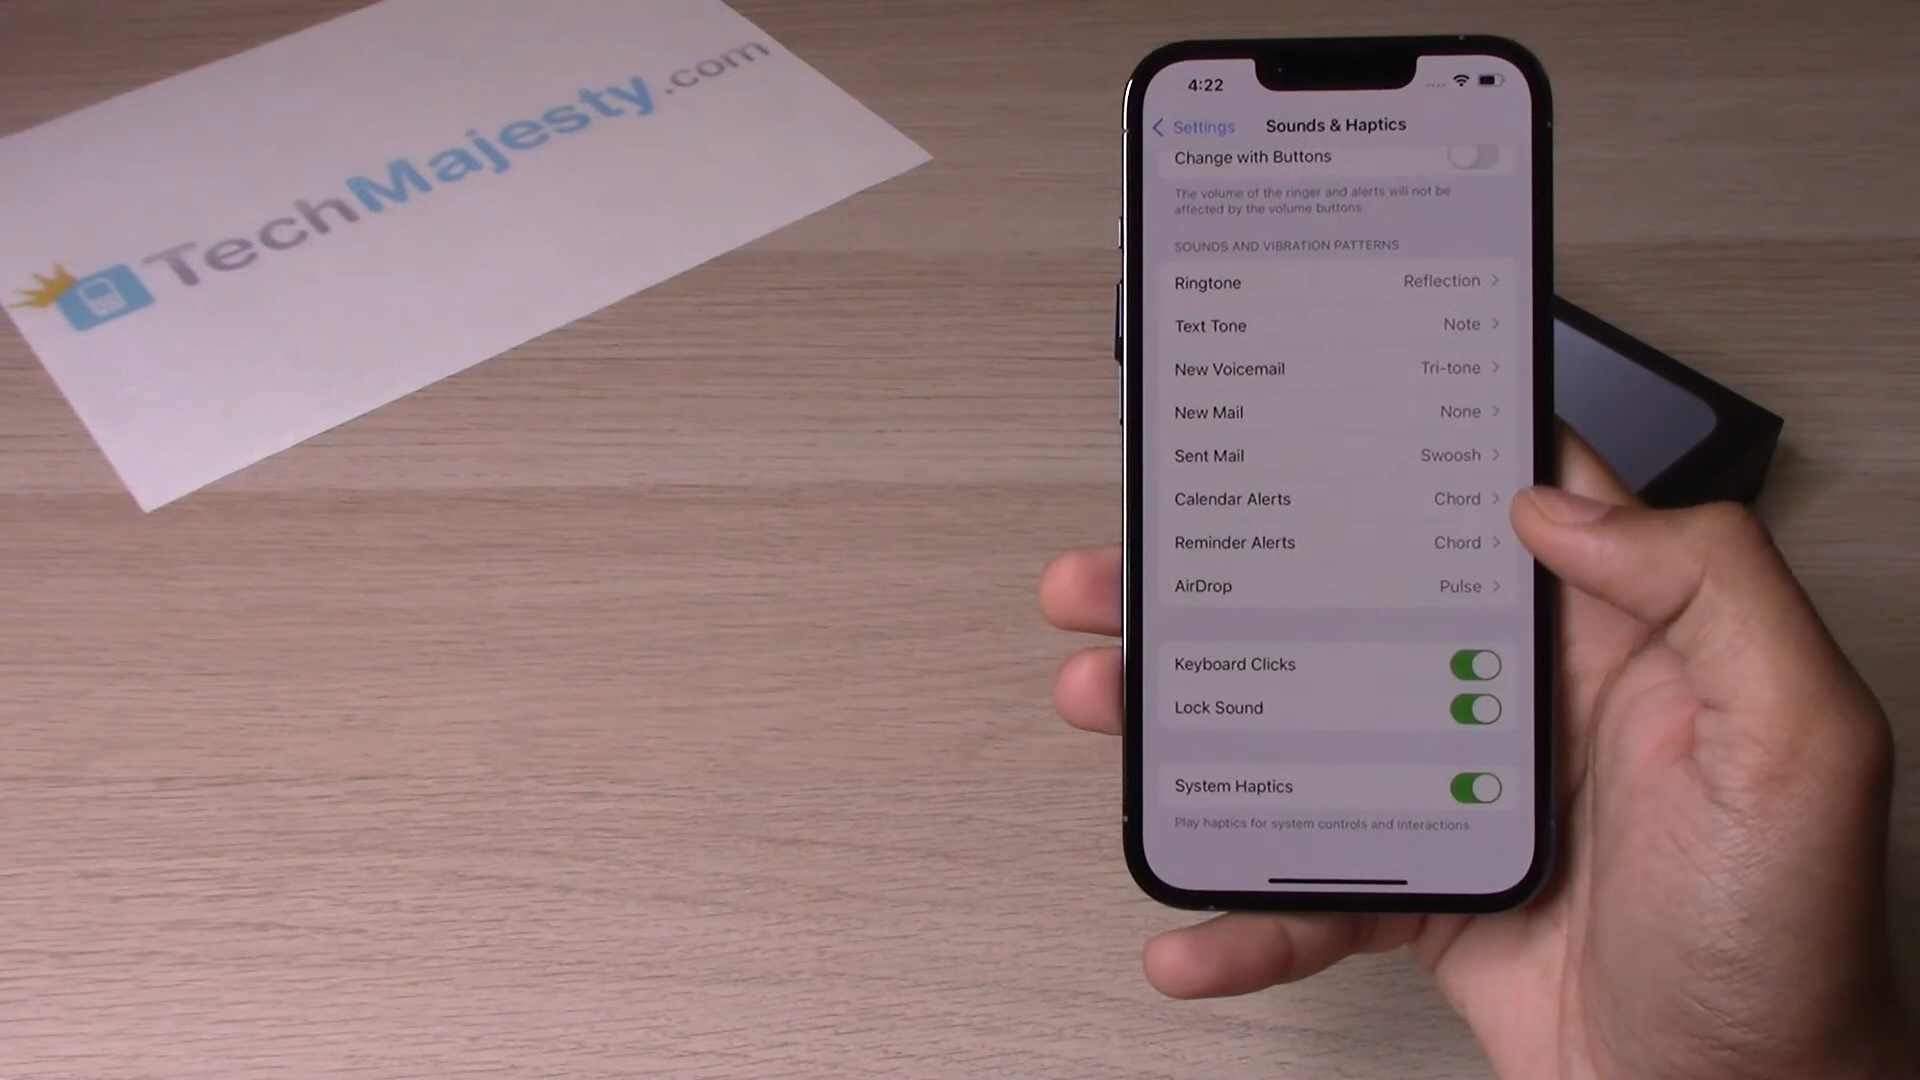 TechMajesty.com
4:22
Settings
Sounds & Haptics
Change with Buttons
The volume of the ringer and alerts will not be
affected by the volume buttons.
SOUNDS AND VIBRATION PATTERNS
Ringtone Reflection
Text Tone Note
New Voicemail Tri-tone
New Mail None
Sent Mail Swoosh
Calendar Alerts Chord
Reminder Alerts Chord
AirDrop Pulse
Keyboard Clicks
Lock Sound
System Haptics
Play haptics for system controls and interactions.